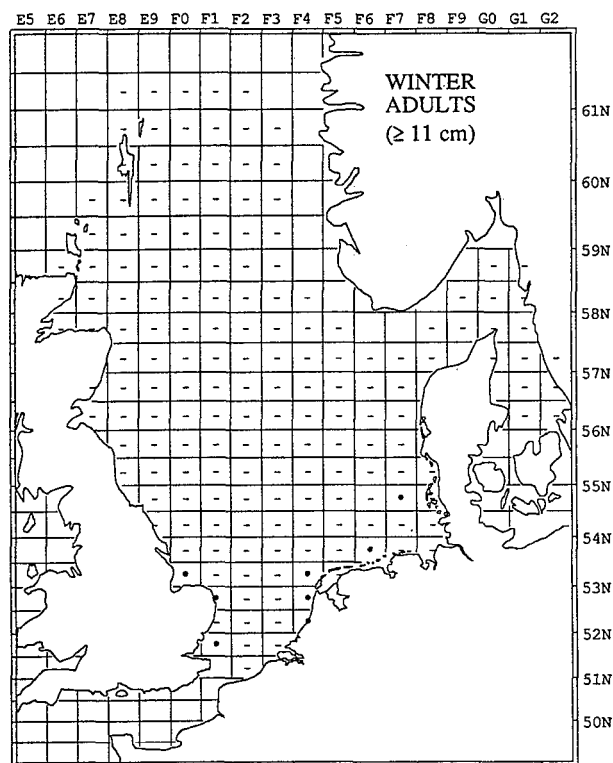 E5 E6 E7 E8 E9 F0 F1 F2 F3 F4 F5 F6 F7 F8 F9 G0 G1 G2
WINTER
ADULTS
(≥ 11 cm)
61N
60N
59N
58N
57N
56N
55N
54N
53N
52N
51N
50N